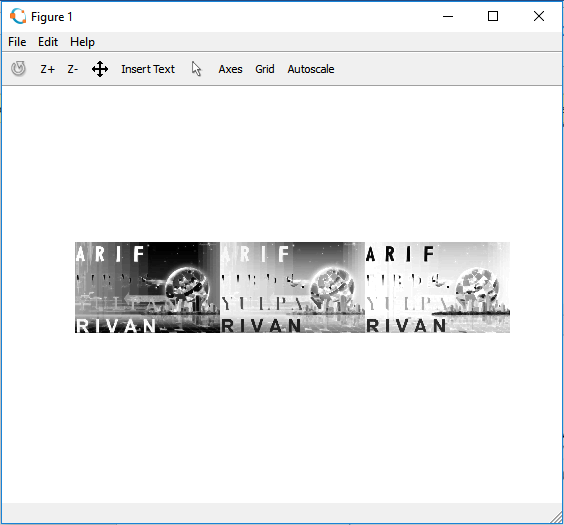 Figure 1
File Edit Help
Z+ Z- Insert Text Axes Grid Autoscale
ARIF ARIF ARIF
YULPA YULPA
RIVAN RIVAN RIVAN